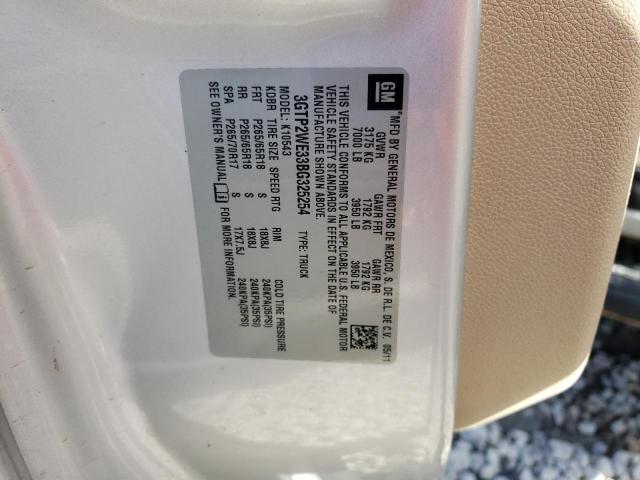 GM
MFD BY GENERAL MOTORS DE MEXICO, S. DE R.L. DE C.V. 05/11
GVWR GAWR FRT GAWR RR
3175 KG 1792 KG 1792 KG
7000 LB 3950 LB 3950 LB
THIS VEHICLE CONFORMS TO ALL APPLICABLE U.S. FEDERAL MOTOR
VEHICLE SAFETY STANDARDS IN EFFECT ON THE DATE OF
MANUFACTURE SHOWN ABOVE.
3GTP2WE33BG325254 TYPE: TRUCK
MODEL: K10543
KDBR TIRE SIZE SPEED RTG RIM COLD TIRE PRESSURE
FRT P265/65R18 S 18X8J 240KPA(35PSI)
RR P265/65R18 S 18X8J 240KPA(35PSI)
SPA P265/70R17 S 17X7.5J 240KPA(35PSI)
SEE OWNER'S MANUAL FOR MORE INFORMATION.